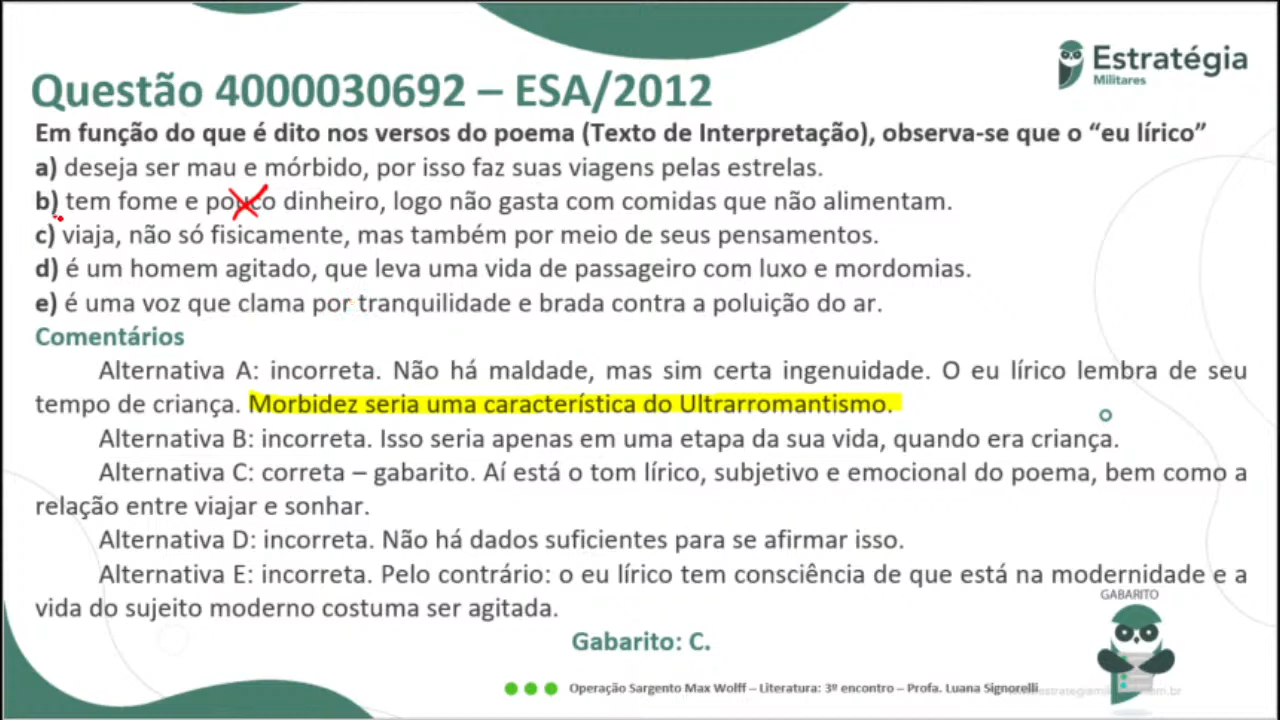 Estratégia
Militares
Questão 4000030692 – ESA/2012
Em função do que é dito nos versos do poema (Texto de Interpretação), observa-se que o “eu lírico”
a) deseja ser mau e mórbido, por isso faz suas viagens pelas estrelas.
b) tem fome e pouco dinheiro, logo não gasta com comidas que não alimentam.
c) viaja, não só fisicamente, mas também por meio de seus pensamentos.
d) é um homem agitado, que leva uma vida de passageiro com luxo e mordomias.
e) é uma voz que clama por tranquilidade e brada contra a poluição do ar.
Comentários
Alternativa A: incorreta. Não há maldade, mas sim certa ingenuidade. O eu lírico lembra de seu
tempo de criança. Morbidez seria uma característica do Ultrarromantismo.
Alternativa B: incorreta. Isso seria apenas em uma etapa da sua vida, quando era criança.
Alternativa C: correta – gabarito. Aí está o tom lírico, subjetivo e emocional do poema, bem como a
relação entre viajar e sonhar.
Alternativa D: incorreta. Não há dados suficientes para se afirmar isso.
Alternativa E: incorreta. Pelo contrário: o eu lírico tem consciência de que está na modernidade e a
vida do sujeito moderno costuma ser agitada.
GABARITO
Gabarito: C.
Operação Sargento Max Wolff – Literatura: 3º encontro – Profa. Luana Signorelli